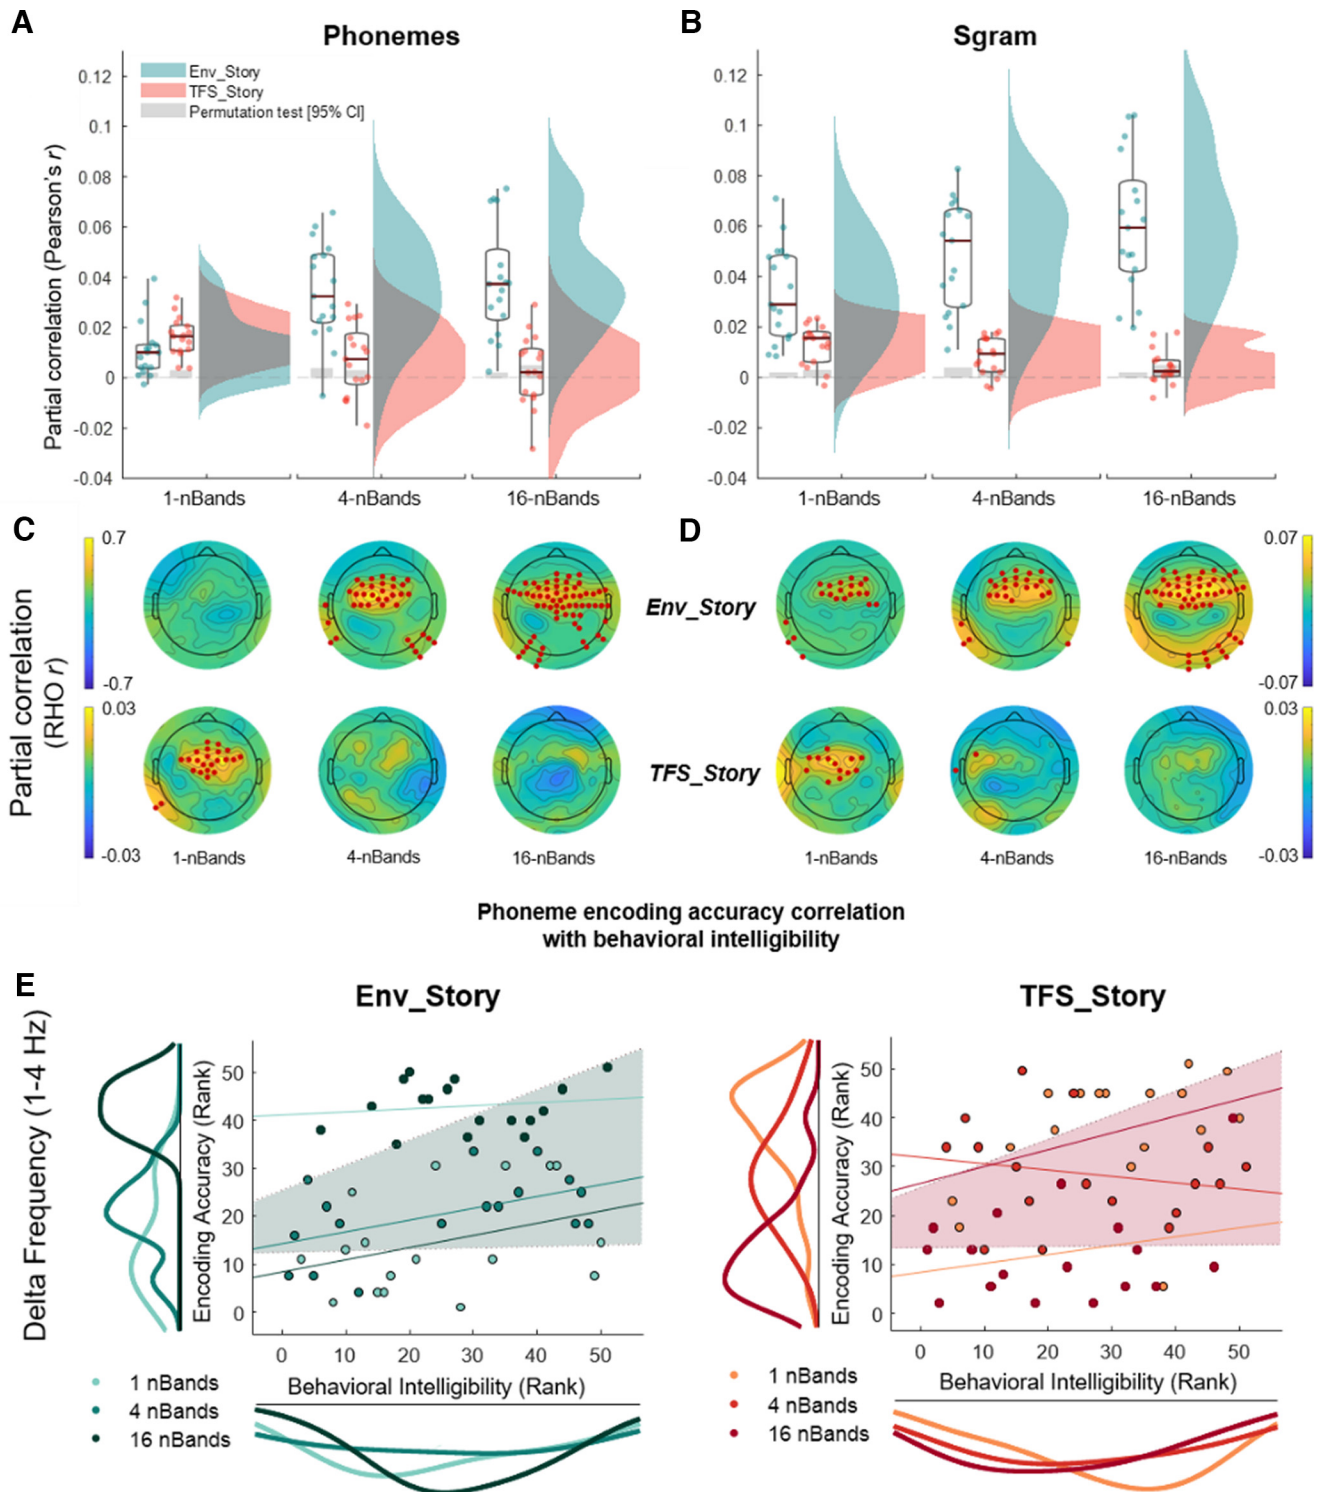 A
Phonemes
Env_Story
TFS_Story
Permutation test [95% CI]
Partial correlation (Pearson's r)
0.12
0.1
0.08
0.06
0.04
0.02
0
-0.02
-0.04
1-nBands
4-nBands
16-nBands
B
Sgram
0.12
0.1
0.08
0.06
0.04
0.02
0
-0.02
-0.04
1-nBands
4-nBands
16-nBands
C
Partial correlation
(RHO r)
0.7
-0.7
0.03
-0.03
1-nBands
4-nBands
16-nBands
D
Env_Story
TFS_Story
0.07
-0.07
0.03
-0.03
1-nBands
4-nBands
16-nBands
Phoneme encoding accuracy correlation
with behavioral intelligibility
E
Delta Frequency (1-4 Hz)
Env_Story
Encoding Accuracy (Rank)
50
40
30
20
10
0
0 10 20 30 40 50
Behavioral Intelligibility (Rank)
1 nBands
4 nBands
16 nBands
TFS_Story
Encoding Accuracy (Rank)
50
40
30
20
10
0
0 10 20 30 40 50
Behavioral Intelligibility (Rank)
1 nBands
4 nBands
16 nBands